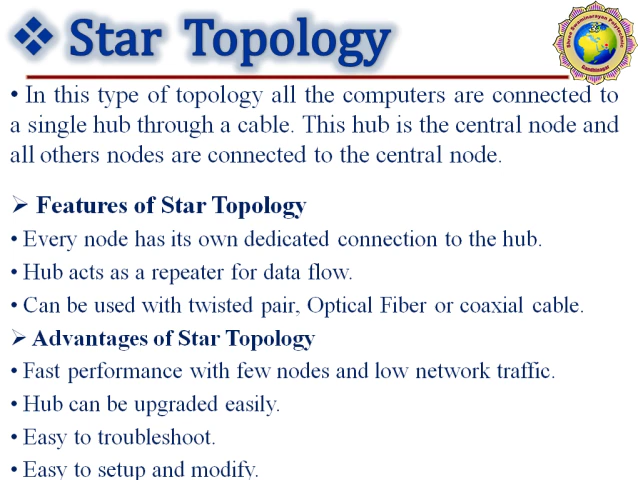 ❖ Star Topology
Shree Swaminarayan Polytechnic
Gandhinagar
• In this type of topology all the computers are connected to
a single hub through a cable. This hub is the central node and
all others nodes are connected to the central node.
➢ Features of Star Topology
• Every node has its own dedicated connection to the hub.
• Hub acts as a repeater for data flow.
• Can be used with twisted pair, Optical Fiber or coaxial cable.
➢ Advantages of Star Topology
• Fast performance with few nodes and low network traffic.
• Hub can be upgraded easily.
• Easy to troubleshoot.
• Easy to setup and modify.